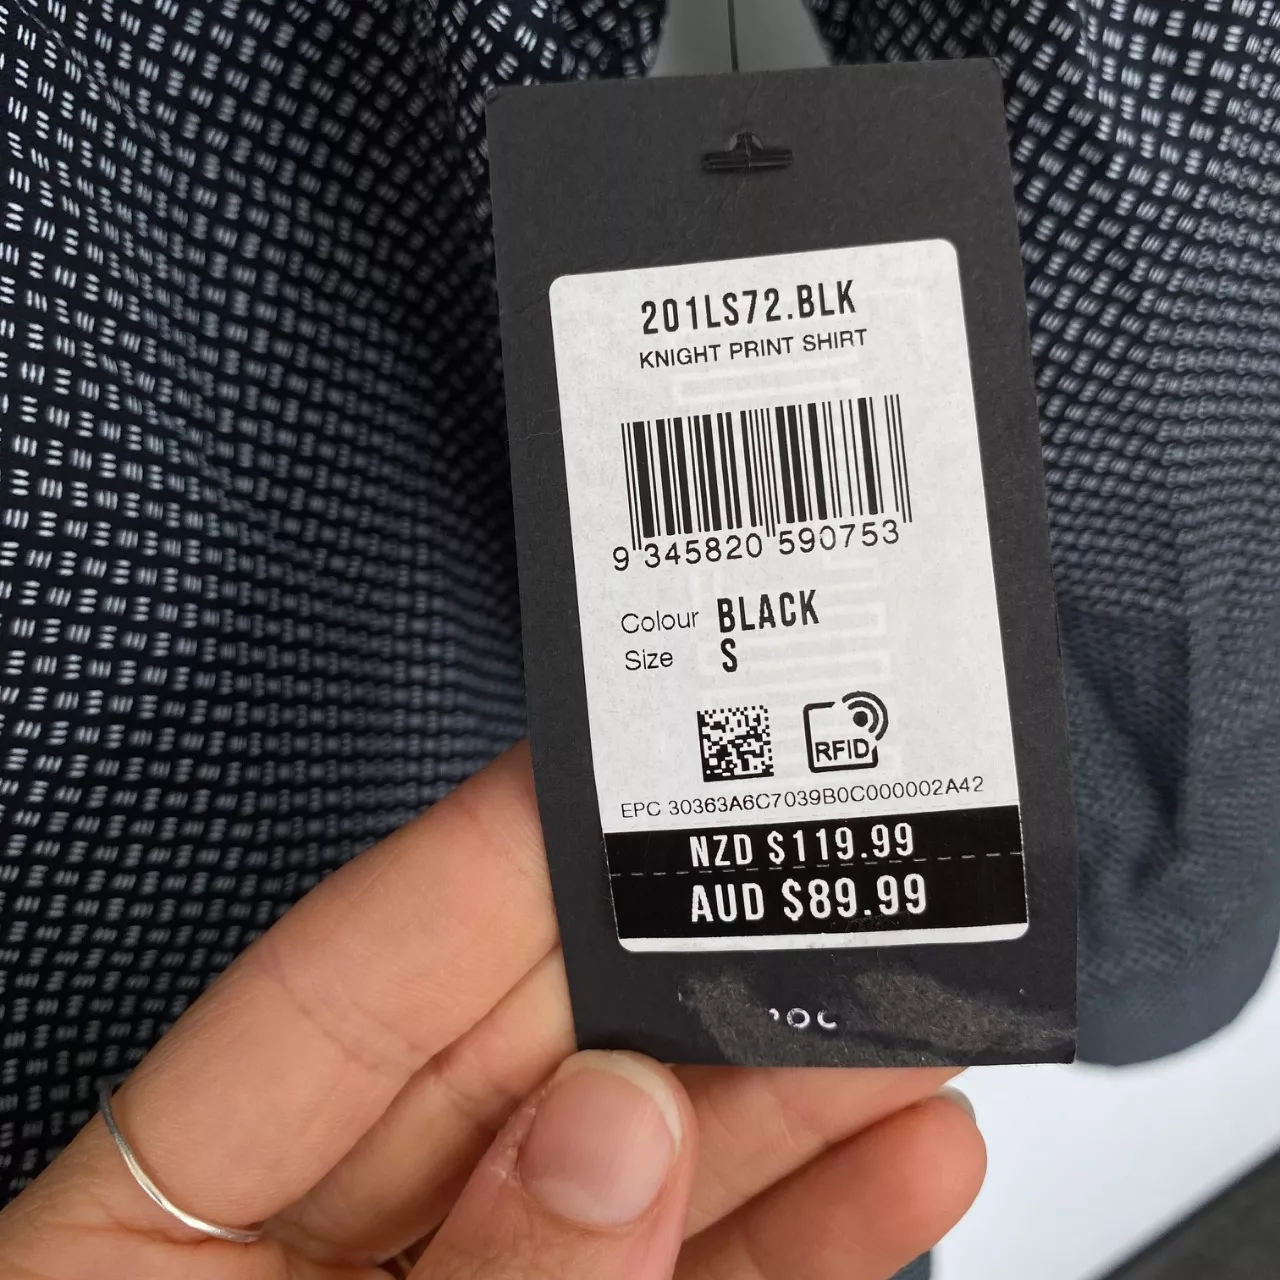 201LS72.BLK
KNIGHT PRINT SHIRT
9 345820 590753
Colour BLACK
Size S
RFID
EPC 30363A6C7039B0C000002A42
NZD $119.99
AUD $89.99